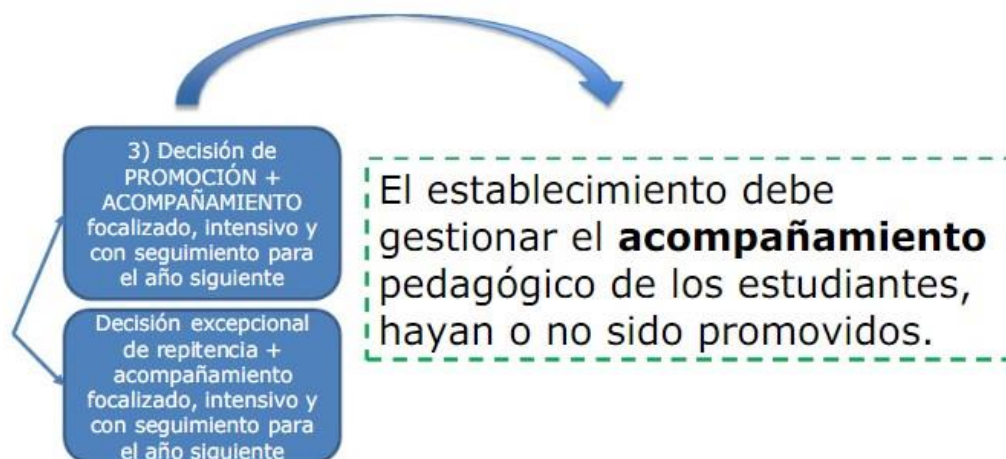 3) Decisión de
PROMOCIÓN +
ACOMPAÑAMIENTO
focalizado, intensivo y
con seguimiento para
el año siguiente
Decisión excepcional
de repitencia +
acompañamiento
focalizado, intensivo y
con seguimiento para
el año siguiente
El establecimiento debe
gestionar el acompañamiento
pedagógico de los estudiantes,
hayan o no sido promovidos.